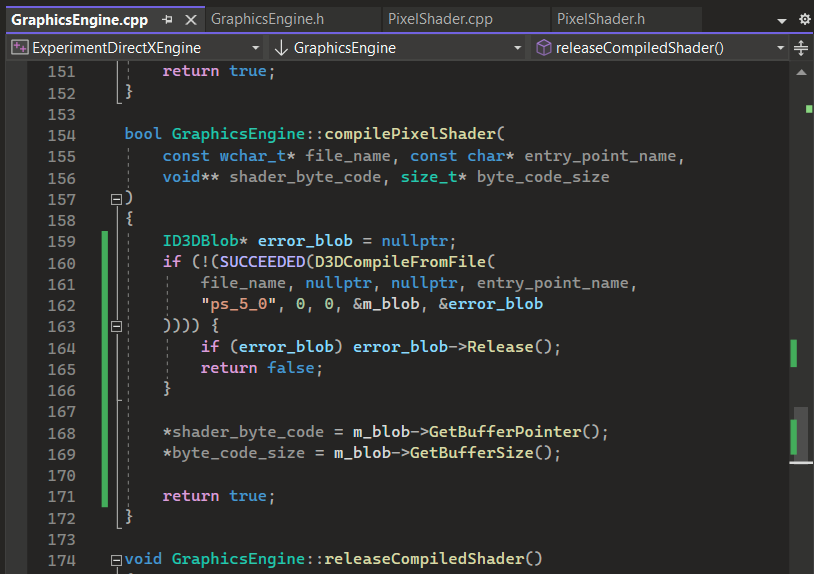 GraphicsEngine.cpp GraphicsEngine.h PixelShader.cpp PixelShader.h
ExperimentDirectXEngine GraphicsEngine releaseCompiledShader()
151 return true;
152 }
153
154 bool GraphicsEngine::compilePixelShader(
155 const wchar_t* file_name, const char* entry_point_name,
156 void** shader_byte_code, size_t* byte_code_size
157 )
158 {
159 ID3DBlob* error_blob = nullptr;
160 if (!(SUCCEEDED(D3DCompileFromFile(
161 file_name, nullptr, nullptr, entry_point_name,
162 "ps_5_0", 0, 0, &m_blob, &error_blob
163 )))) {
164 if (error_blob) error_blob->Release();
165 return false;
166 }
167
168 *shader_byte_code = m_blob->GetBufferPointer();
169 *byte_code_size = m_blob->GetBufferSize();
170
171 return true;
172 }
173
174 void GraphicsEngine::releaseCompiledShader()